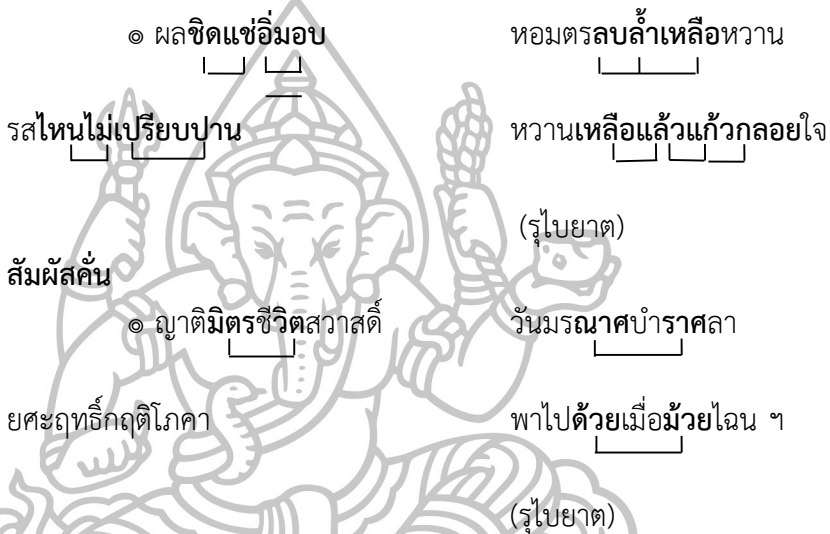 ๏ ผลชิดแช่อิ่มอบ หอมตรลบล้ำเหลือหวาน
รสไหนไม่เปรียบปาน หวานเหลือแล้วแก้วกลอยใจ
(รุไบยาต)
สัมผัสคั่น
๏ ญาติมิตรชีวิตสวาสดิ์ วันมรณาศบำราศลา
ยศะฤทธิ์กฤติโภคา พาไปด้วยเมื่อม้วยไฉน ฯ
(รุไบยาต)